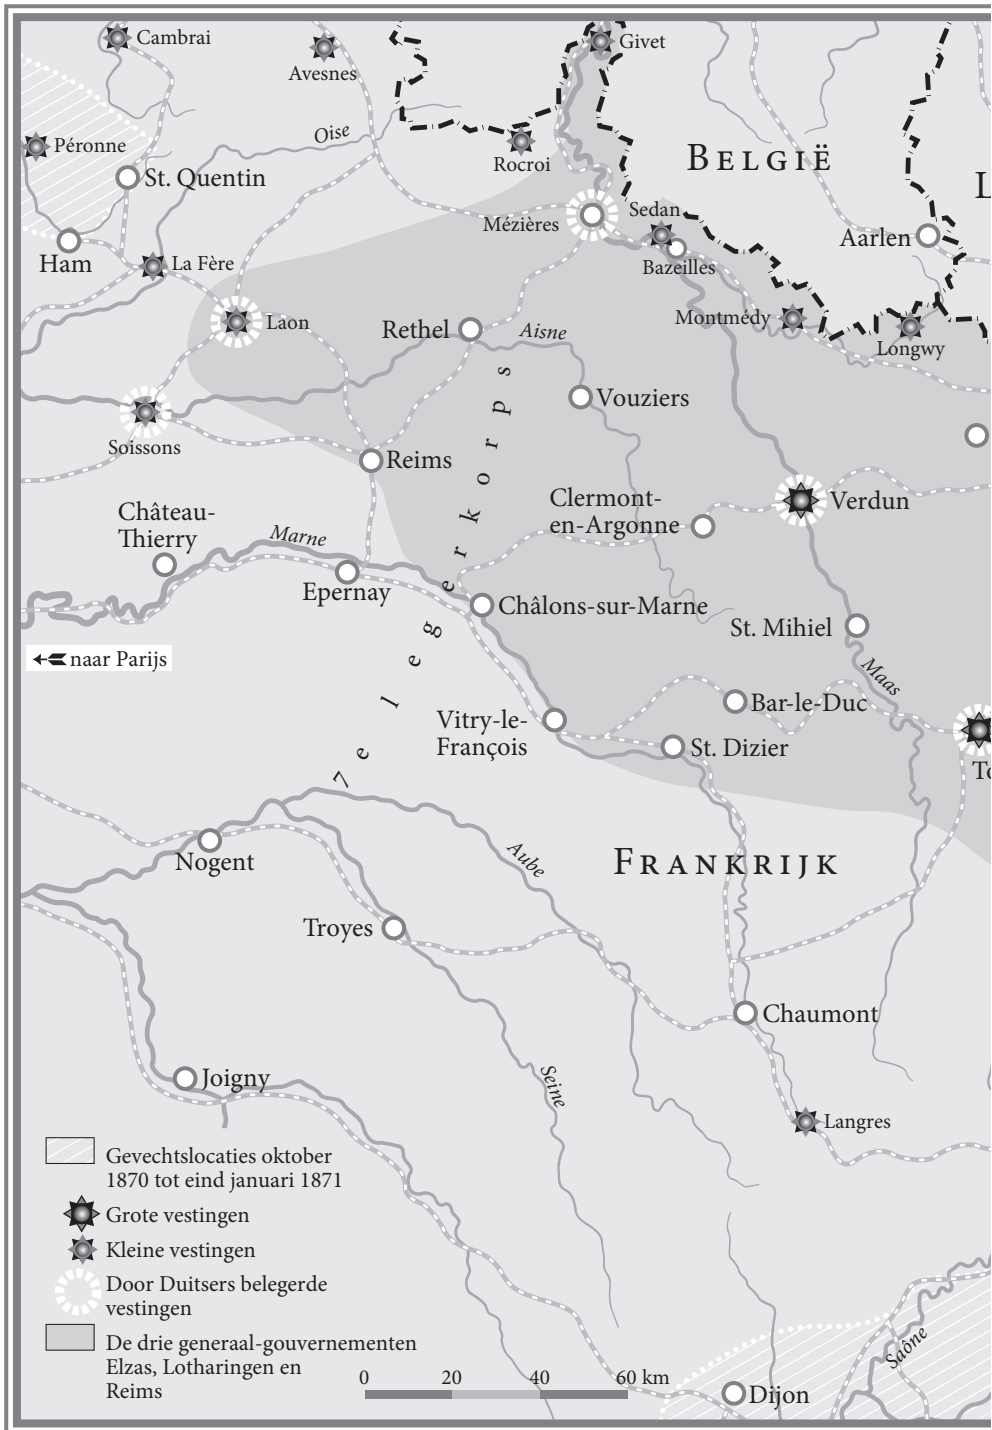 Cambrai
Avesnes
Givet
Péronne
Oise
Rocroi
BELGIË
St. Quentin
L
Mézières
Sedan
Aarlen
Ham
La Fère
Bazeilles
Laon
Rethel
Aisne
Montmédy
Longwy
Vouziers
Soissons
Reims
Clermont-
en-Argonne
Verdun
Château-
Thierry
Marne
Epernay
Châlons-sur-Marne
St. Mihiel
naar Parijs
Maas
7e legerkorps
Bar-le-Duc
Vitry-le-
François
St. Dizier
To
Nogent
Aube
FRANKRIJK
Troyes
Chaumont
Joigny
Seine
Langres
Gevechtslocaties oktober
1870 tot eind januari 1871
Grote vestingen
Kleine vestingen
Door Duitsers belegerde
vestingen
De drie generaal-gouvernementen
Elzas, Lotharingen en
Reims
0 20 40 60 km
Saône
Dijon